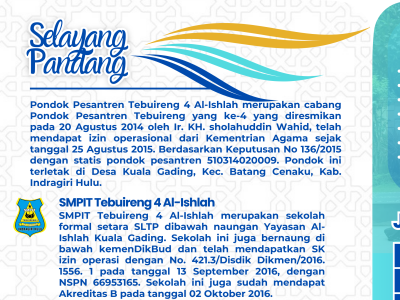 Selayang
Pandang
Pondok Pesantren Tebuireng 4 Al-Ishlah merupakan cabang
Pondok Pesantren Tebuireng yang ke-4 yang diresmikan
pada 20 Agustus 2014 oleh Ir. KH. sholahuddin Wahid, telah
mendapat izin operasional dari Kementrian Agama sejak
tanggal 25 Agustus 2015. Berdasarkan Keputusan No 136/2015
dengan statis pondok pesantren 510314020009. Pondok ini
terletak di Desa Kuala Gading, Kec. Batang Cenaku, Kab.
Indragiri Hulu.
SMPIT Tebuireng 4 Al-Ishlah
SMPIT Tebuireng 4 Al-Ishlah merupakan sekolah
formal setara SLTP dibawah naungan Yayasan Al-
Ishlah Kuala Gading. Sekolah ini juga bernaung di
bawah kemenDikBud dan telah mendapatkan SK
izin operasi dengan No. 421.3/Disdik Dikmen/2016.
1556. 1 pada tanggal 13 September 2016, dengan
NSPN 66953165. Sekolah ini juga sudah mendapat
Akreditas B pada tanggal 02 Oktober 2016.